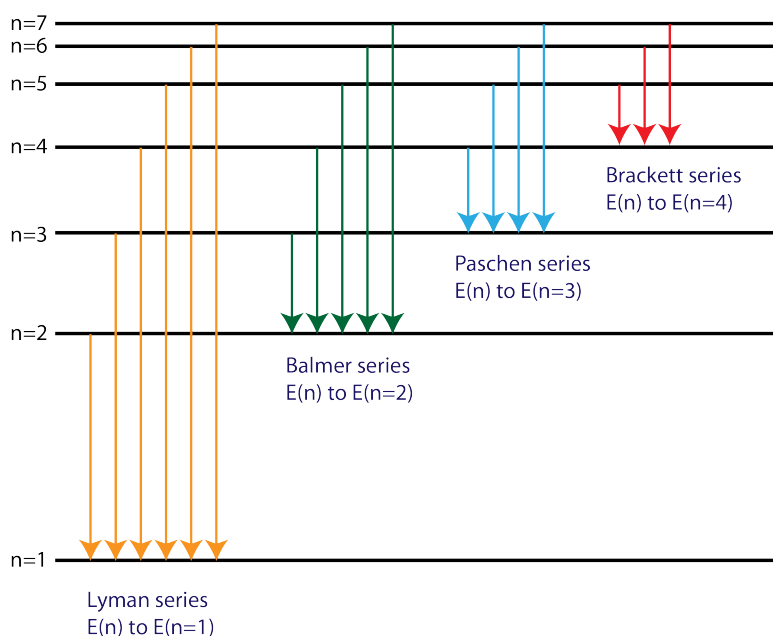 n=7
n=6
n=5
n=4
Brackett series
E(n) to E(n=4)
n=3
Paschen series
E(n) to E(n=3)
n=2
Balmer series
E(n) to E(n=2)
n=1
Lyman series
E(n) to E(n=1)